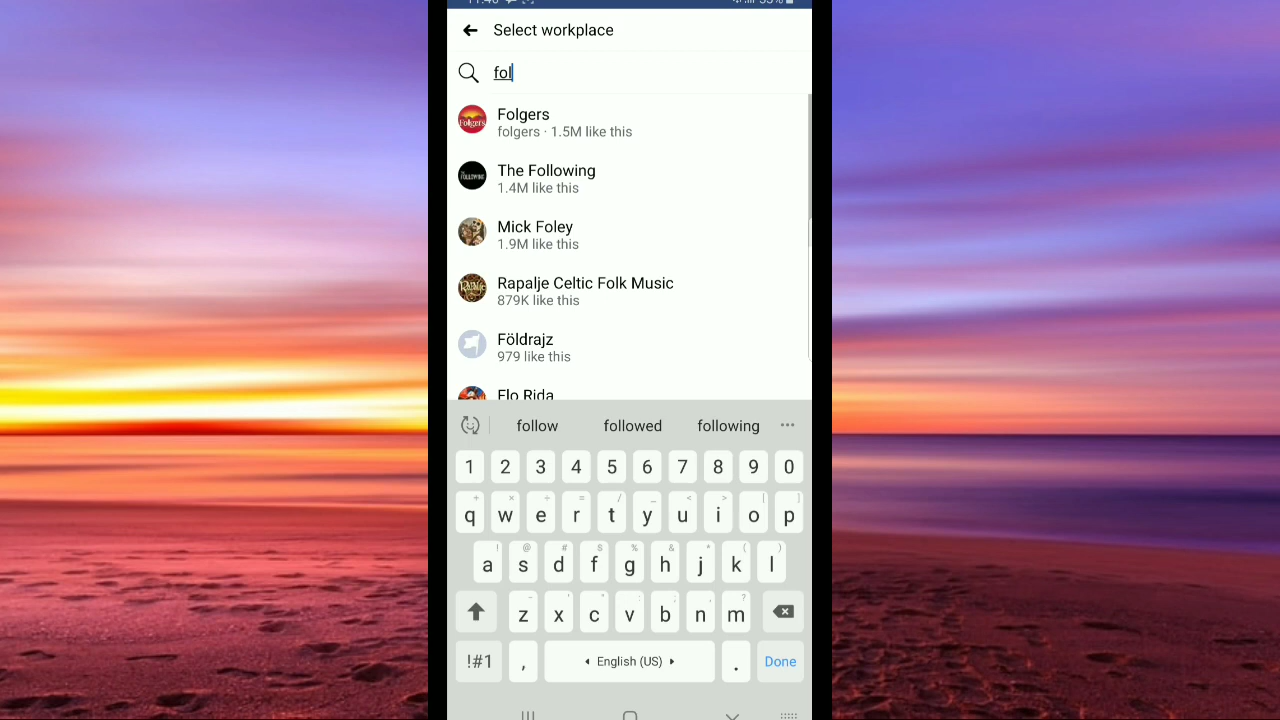 Select workplace
fol
Folgers
folgers · 1.5M like this
The Following
1.4M like this
Mick Foley
1.9M like this
Rapalje Celtic Folk Music
879K like this
Földrajz
979 like this
Flo Rida
follow followed following
1 2 3 4 5 6 7 8 9 0
q w e r t y u i o p
a s d f g h j k l
z x c v b n m
!#1 , English (US) . Done